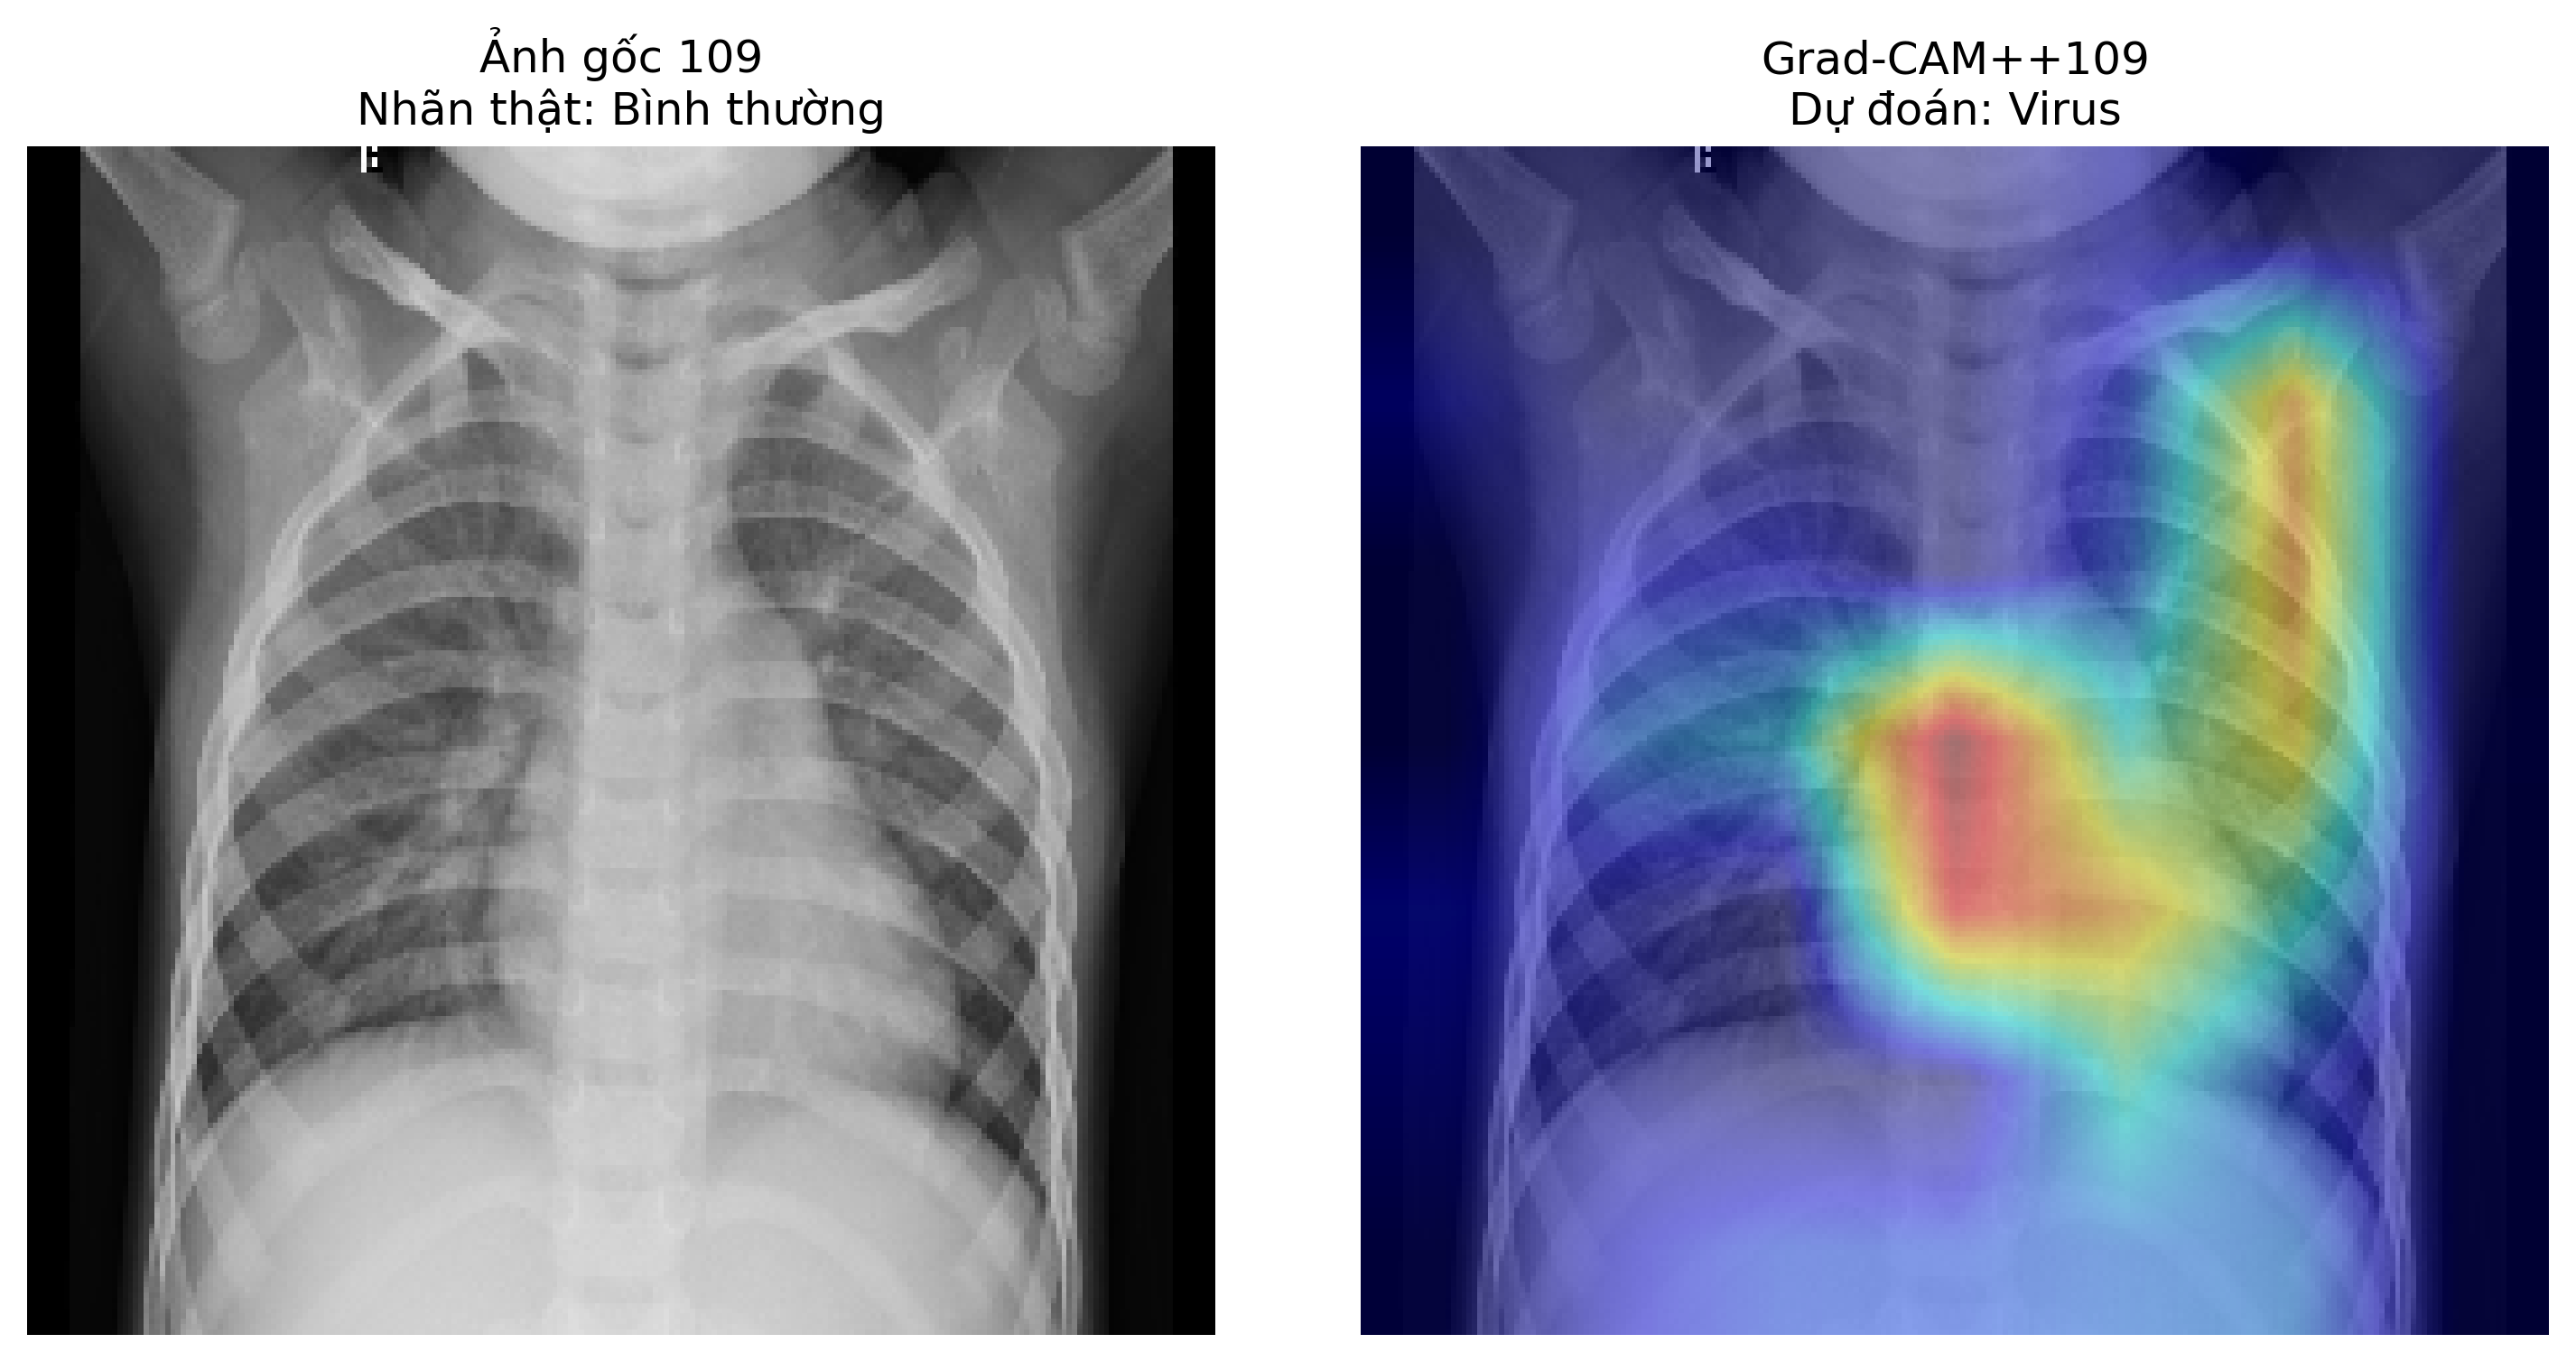 Ảnh gốc 109
Nhãn thật: Bình thường
Grad-CAM++109
Dự đoán: Virus